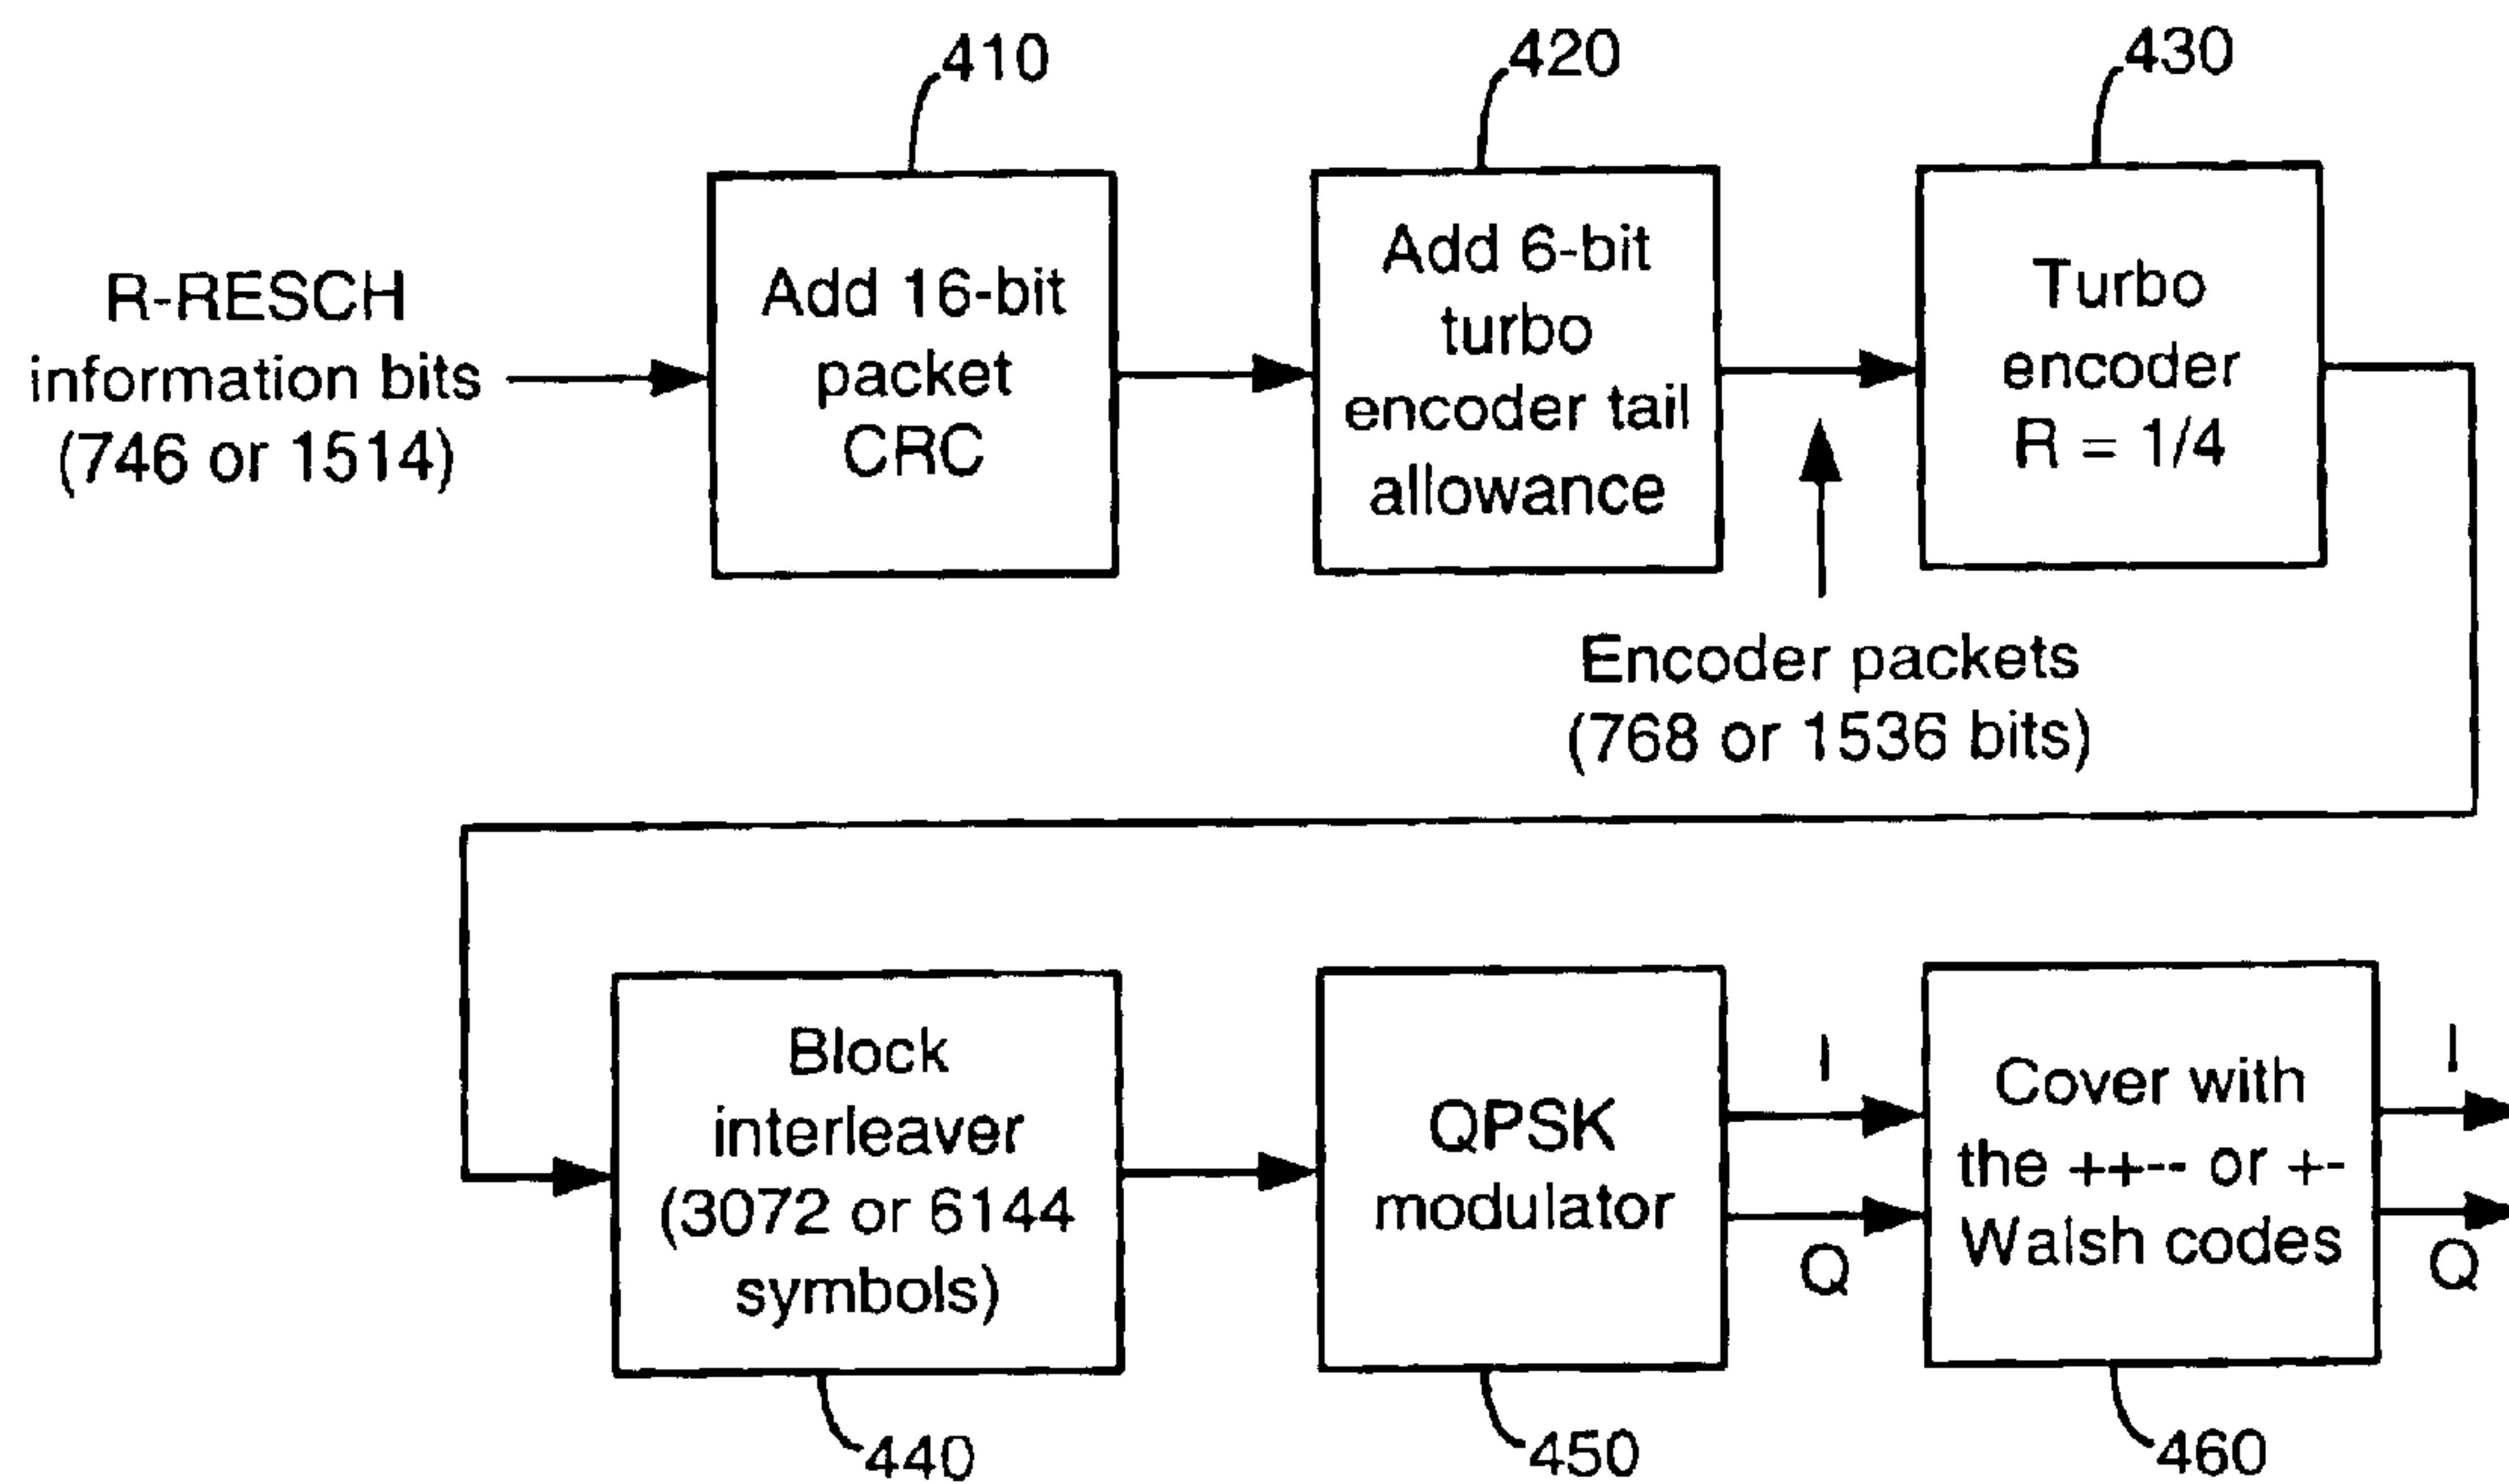 410
420
430
R-RESCH
information bits
(746 or 1514)
Add 16-bit
packet
CRC
Add 6-bit
turbo
encoder tail
allowance
Turbo
encoder
R = 1/4
Encoder packets
(768 or 1536 bits)
Block
interleaver
(3072 or 6144
symbols)
QPSK
modulator
I
Q
Cover with
the ++-- or +-
Walsh codes
I
Q
440
450
460